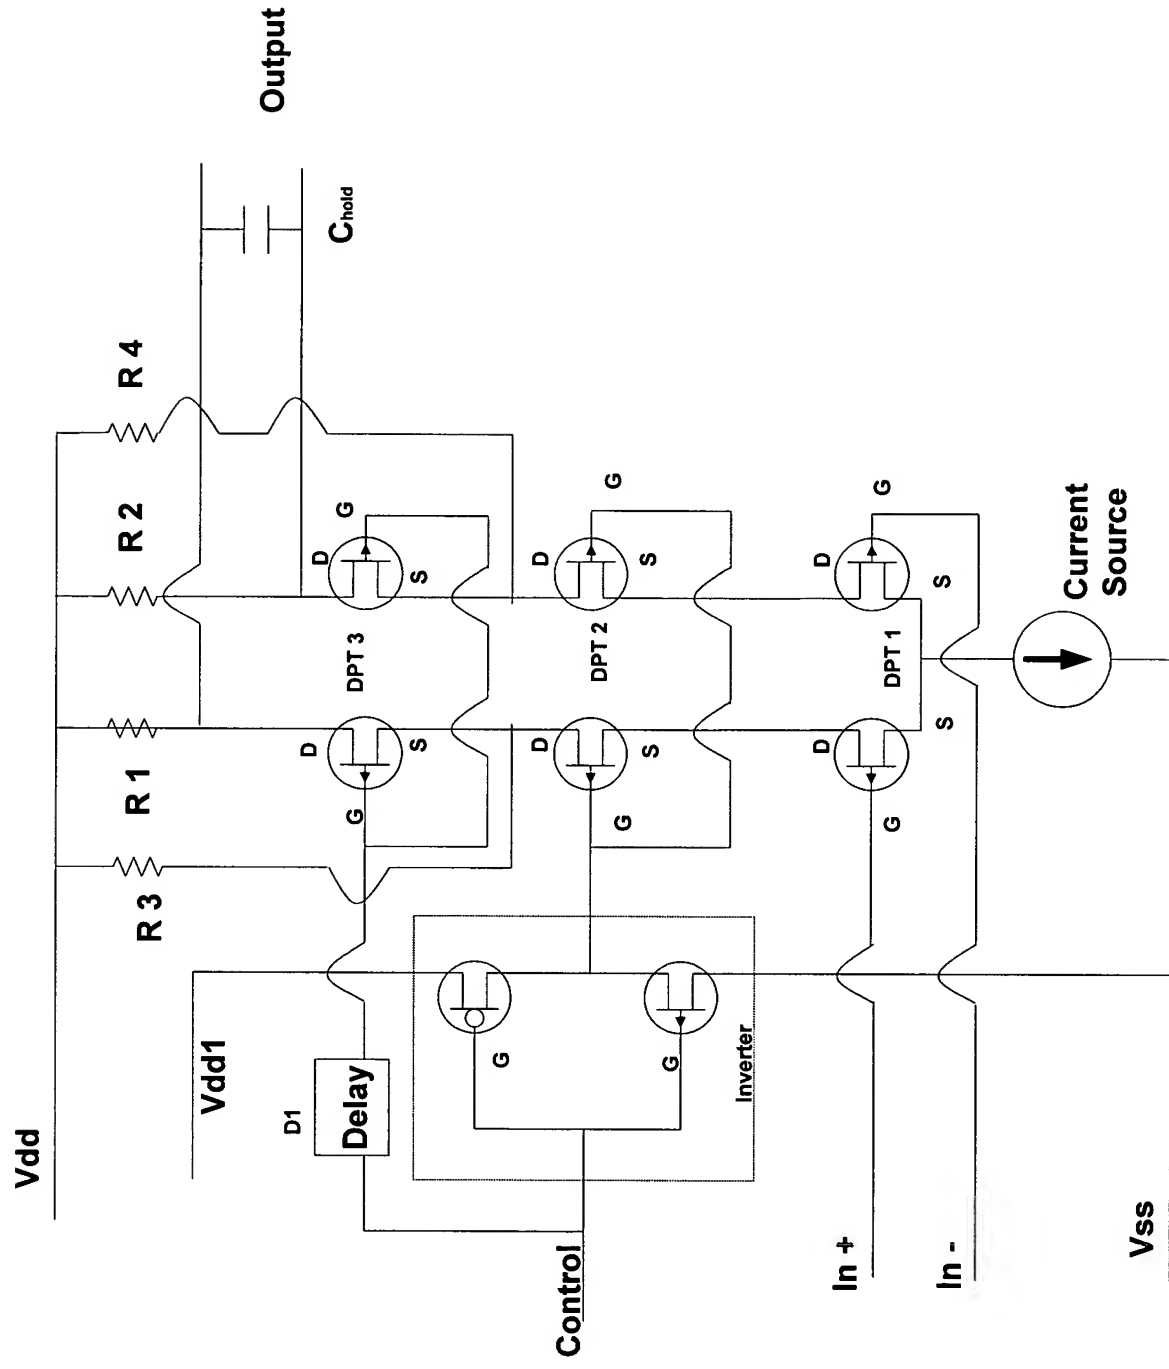 Vdd
Vdd1
R 3
R 1
R 2
R 4
Output
Chold
D1
Delay
Control
Inverter
G
G
G
D
S
DPT 3
D
S
G
G
D
S
DPT 2
D
S
G
G
D
S
DPT 1
D
S
G
In +
In -
Current
Source
Vss